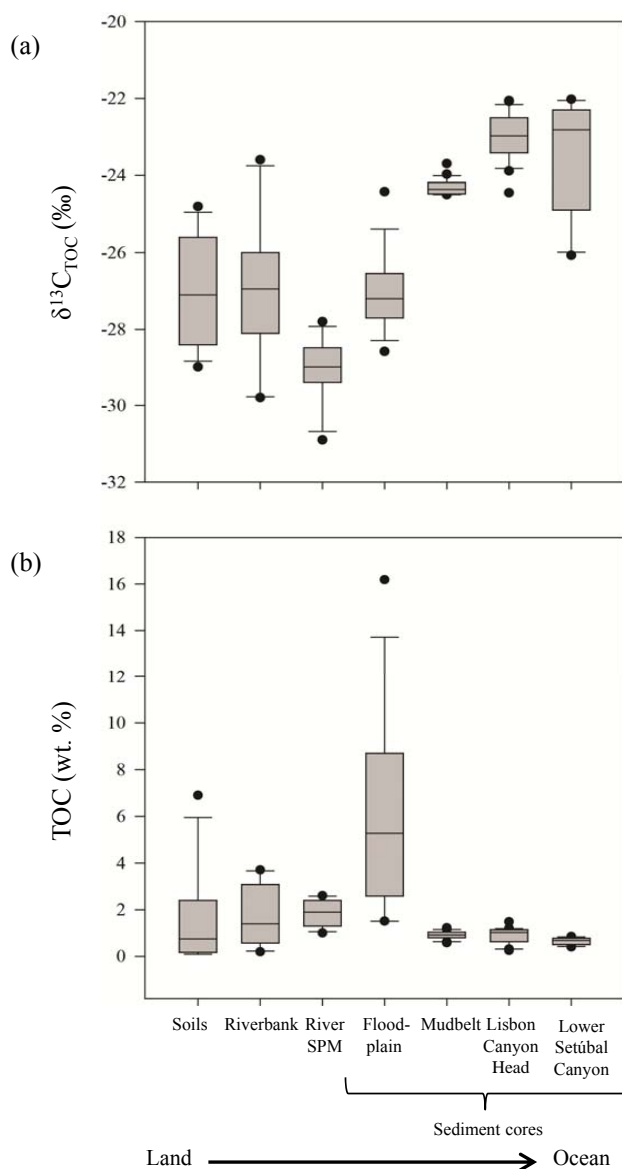 (a)
-20
-22
-24
-26
-28
-30
-32
δ¹³C_TOC (‰)
(b)
18
16
14
12
10
8
6
4
2
0
TOC (wt. %)
Soils Riverbank River Flood- Mudbelt Lisbon Lower
SPM plain Canyon Setúbal
Head Canyon
Sediment cores
Land Ocean